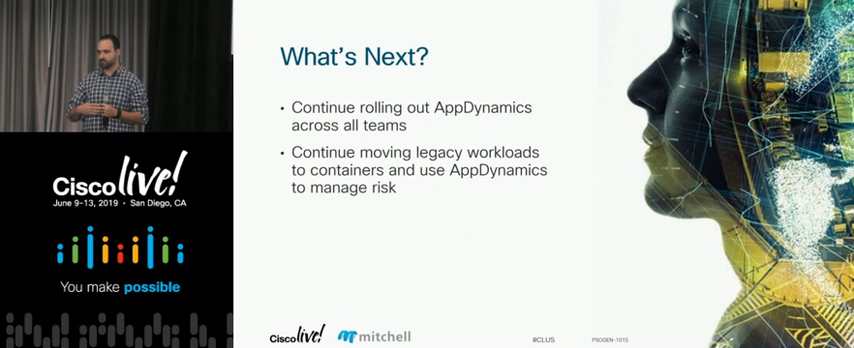 Cisco live!
June 9-13, 2019 · San Diego, CA
You make possible
What's Next?
• Continue rolling out AppDynamics
across all teams
• Continue moving legacy workloads
to containers and use AppDynamics
to manage risk
Cisco live!
mitchell
#CLUS
PSOGEN-1015